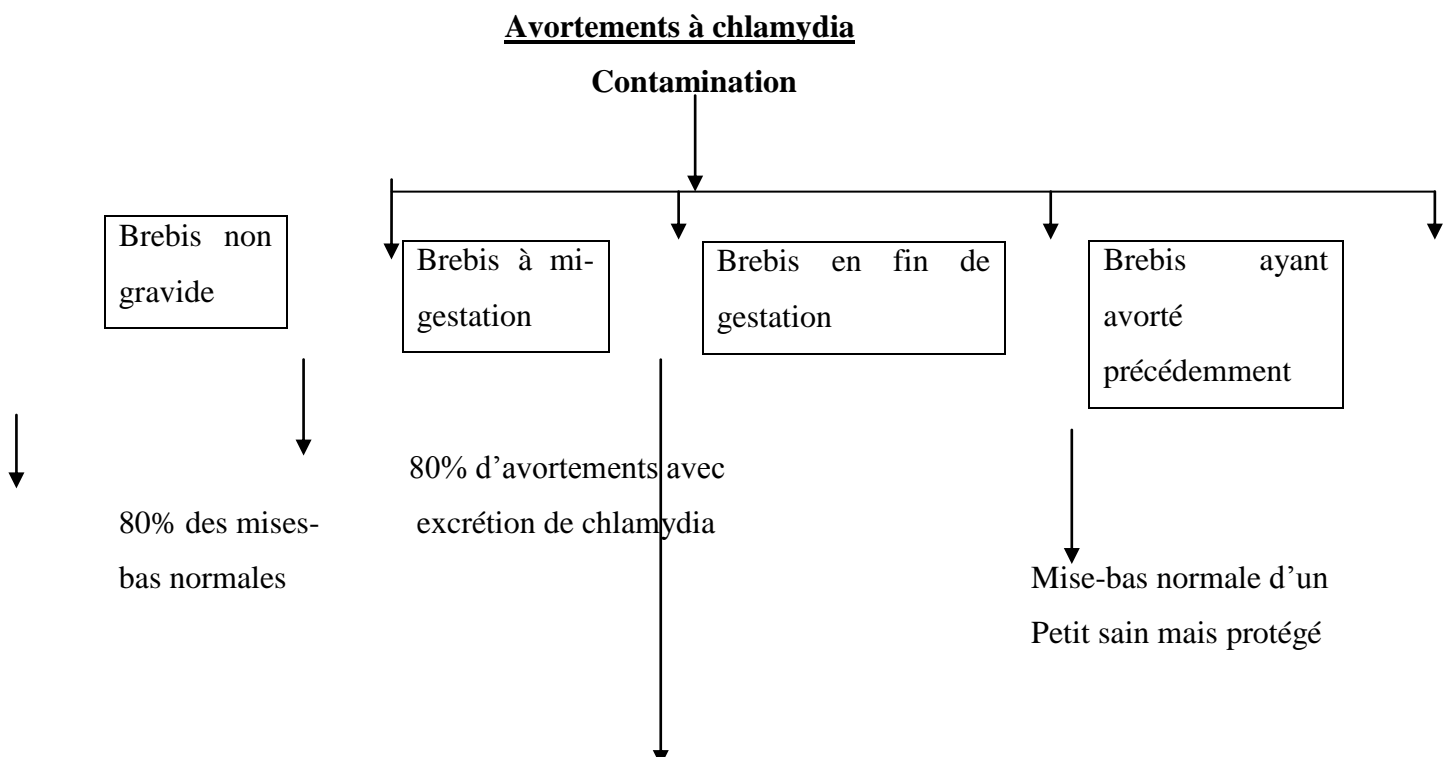 Avortements à chlamydia
Contamination
Brebis non
gravide
Brebis à mi-
gestation
Brebis en fin de
gestation
Brebis ayant
avorté
précédemment
80% des mises-
bas normales
80% d’avortements avec
excrétion de chlamydia
Mise-bas normale d’un
Petit sain mais protégé